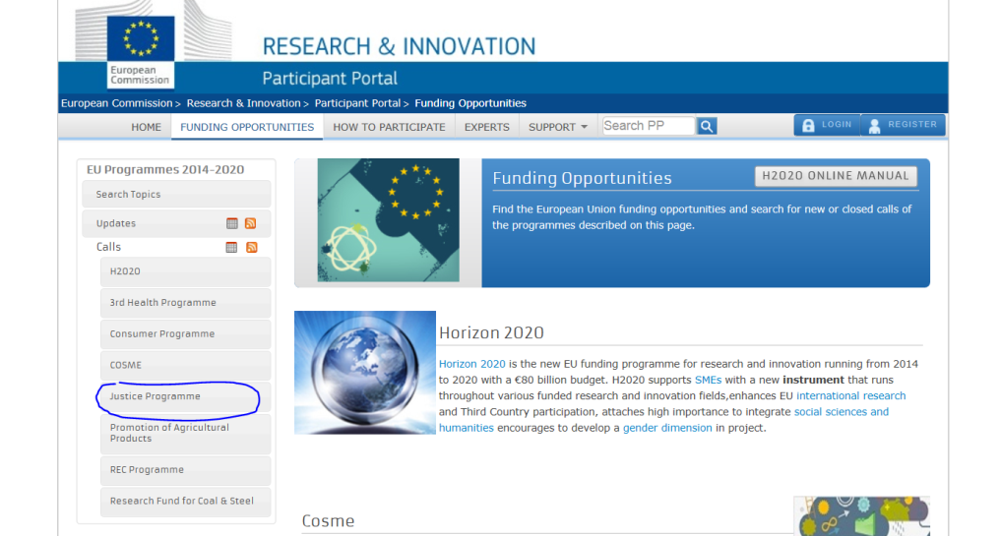 RESEARCH & INNOVATION
European
Commission
Participant Portal
European Commission > Research & Innovation > Participant Portal > Funding Opportunities
HOME FUNDING OPPORTUNITIES HOW TO PARTICIPATE EXPERTS SUPPORT Search PP LOGIN REGISTER
EU Programmes 2014-2020
Search Topics
Updates
Calls
H2020
3rd Health Programme
Consumer Programme
COSME
Justice Programme
Promotion of Agricultural
Products
REC Programme
Research Fund for Coal & Steel
Funding Opportunities H2020 ONLINE MANUAL
Find the European Union funding opportunities and search for new or closed calls of
the programmes described on this page.
Horizon 2020
Horizon 2020 is the new EU funding programme for research and innovation running from 2014
to 2020 with a €80 billion budget. H2020 supports SMEs with a new instrument that runs
throughout various funded research and innovation fields,enhances EU international research
and Third Country participation, attaches high importance to integrate social sciences and
humanities encourages to develop a gender dimension in project.
Cosme